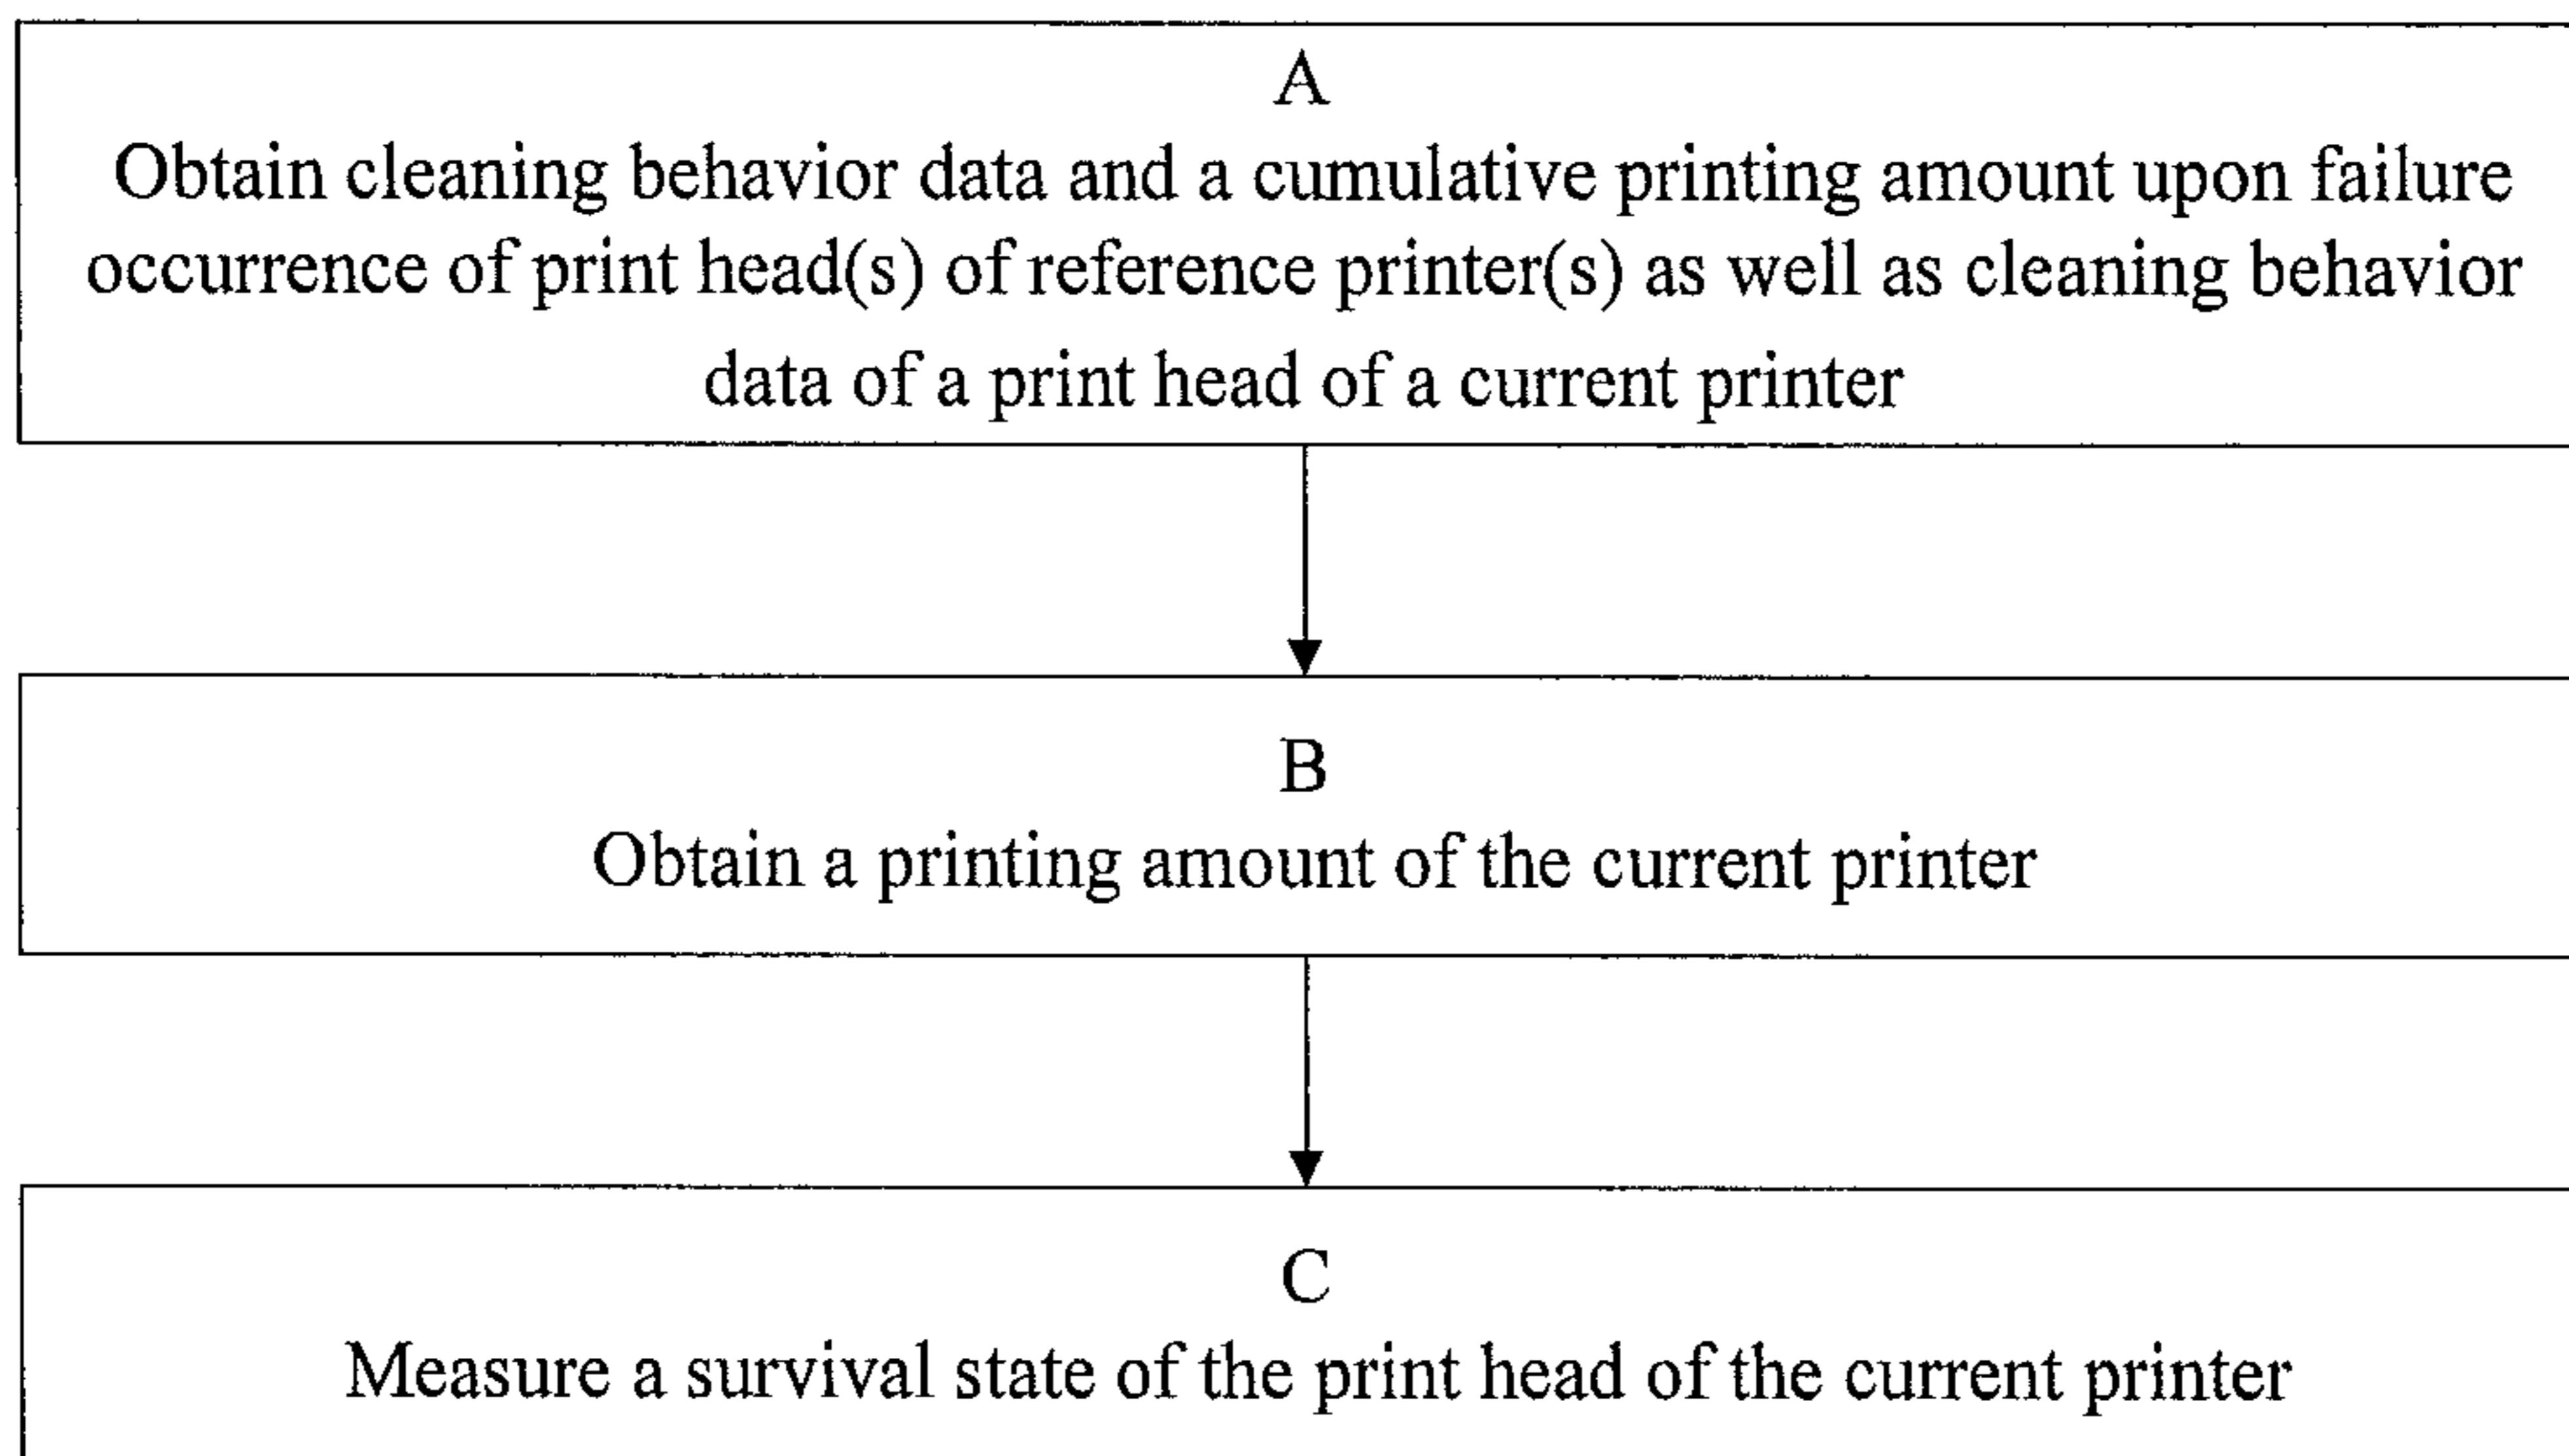 A
Obtain cleaning behavior data and a cumulative printing amount upon failure
occurrence of print head(s) of reference printer(s) as well as cleaning behavior
data of a print head of a current printer
B
Obtain a printing amount of the current printer
C
Measure a survival state of the print head of the current printer